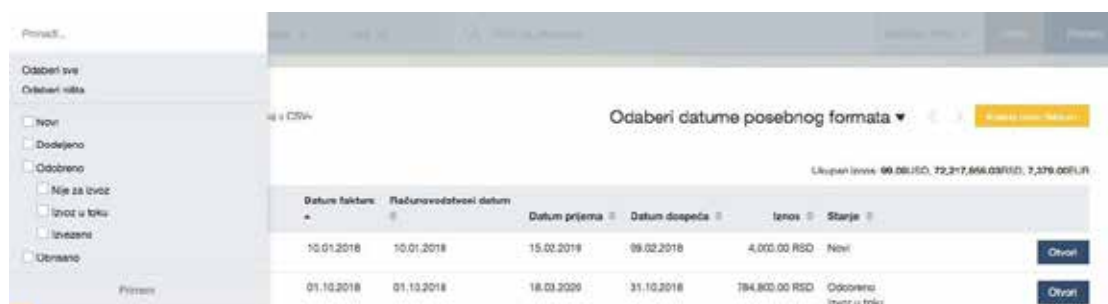 Pronađi...
Odaberi sve
Odaberi ništa
Novi
Dodeljeno
Odobreno
Nije za izvoz
Izvoz u toku
Izvezeno
Obrisano
Primeni
u CSV
Odaberi datume posebnog formata
Ukupan iznos: 99.00USD, 72,217,656.03RSD, 7,379.00EUR
Datum fakture Računovodstveni datum Datum prijema Datum dospeća Iznos Stanje
10.01.2018 10.01.2018 15.02.2019 09.02.2018 4,000.00 RSD Novi Otvori
01.10.2018 01.10.2018 18.03.2020 31.10.2018 784,800.00 RSD Odobreno Otvori
Izvoz u toku